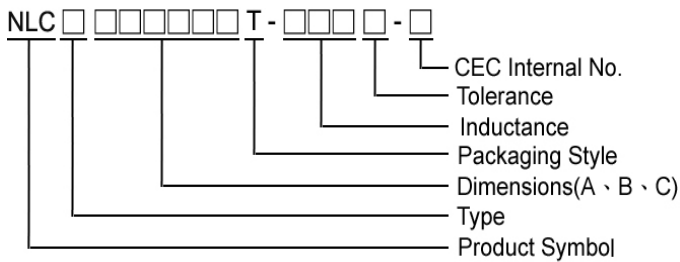 NLC□ □□□□□□T-□□□□-□
CEC Internal No.
Tolerance
Inductance
Packaging Style
Dimensions(A、B、C)
Type
Product Symbol